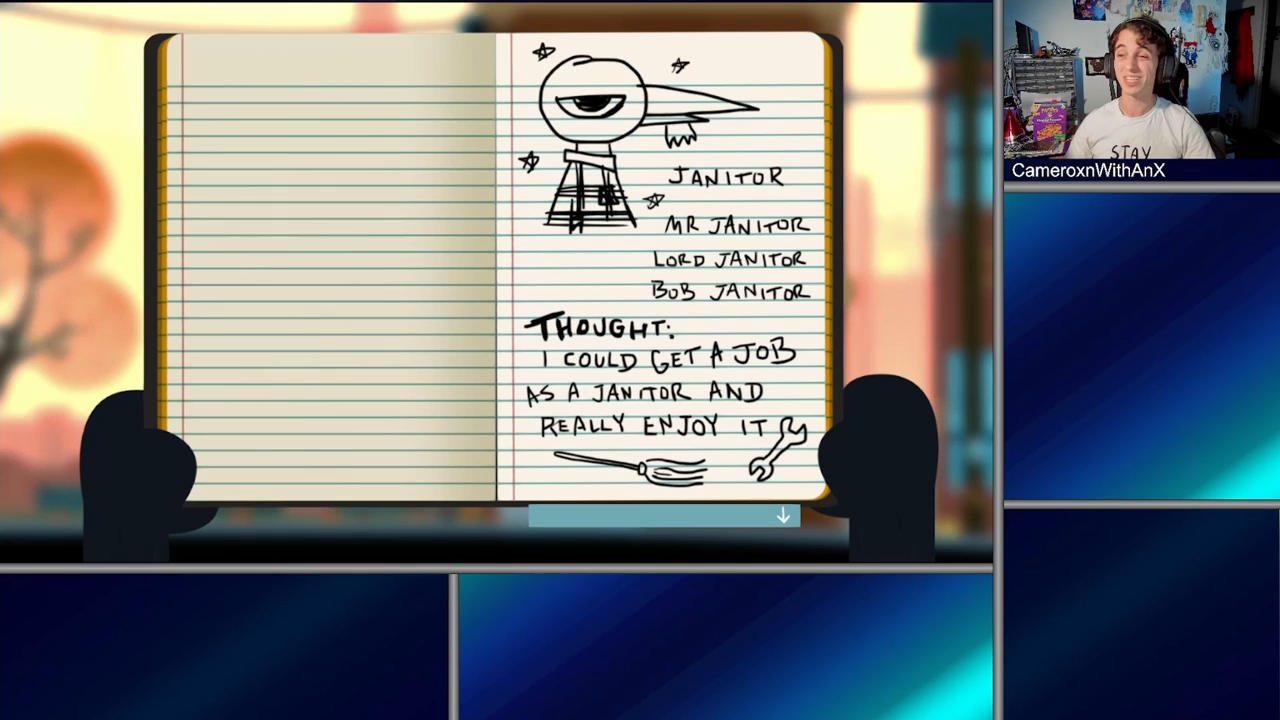 JANITOR
MR JANITOR
LORD JANITOR
BOB JANITOR
THOUGHT:
I COULD GET A JOB
AS A JANITOR AND
REALLY ENJOY IT
STAY
CameroxnWithAnX